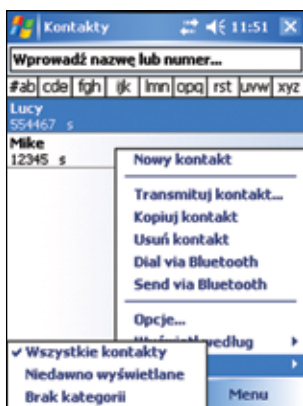 Kontakty 11:51
Wprowadź nazwę lub numer...
#ab cde fgh ijk lmn opq rst uvw xyz
Lucy
554467 s
Mike
12345 s
Nowy kontakt
Transmituj kontakt...
Kopiuj kontakt
Usuń kontakt
Dial via Bluetooth
Send via Bluetooth
Opcje...
według
Wszystkie kontakty
Niedawno wyświetlane
Brak kategorii
Menu